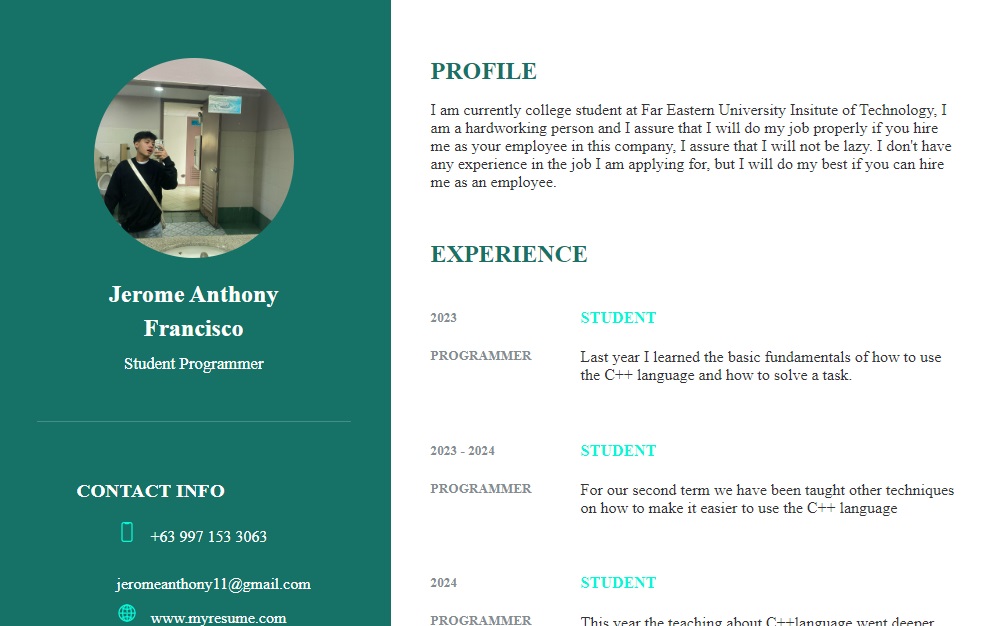 Jerome Anthony
Francisco
Student Programmer
CONTACT INFO
+63 997 153 3063
jeromeanthony11@gmail.com
www.myresume.com
PROFILE
I am currently college student at Far Eastern University Insitute of Technology, I
am a hardworking person and I assure that I will do my job properly if you hire
me as your employee in this company, I assure that I will not be lazy. I don't have
any experience in the job I am applying for, but I will do my best if you can hire
me as an employee.
EXPERIENCE
2023
STUDENT
PROGRAMMER
Last year I learned the basic fundamentals of how to use
the C++ language and how to solve a task.
2023 - 2024
STUDENT
PROGRAMMER
For our second term we have been taught other techniques
on how to make it easier to use the C++ language
2024
STUDENT
PROGRAMMER
This year the teaching about C++language went deeper